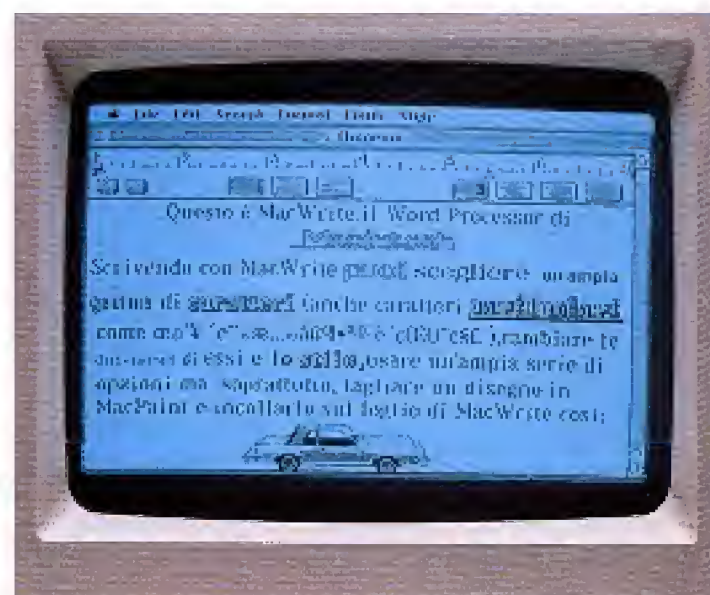 File Edit Search Format Fonts Style
Questo è MacWrite,il Word Processor di
Scrivendo con MacWrite puoi scegliere un'ampia
gamma di caratteri (anche caratteri
come
cambiare le
di essi e lo stile,usare un'ampia serie di
opzioni ma, soprattutto, tagliare un disegno in
MacPaint e incollarlo sul foglio di MacWrite così: